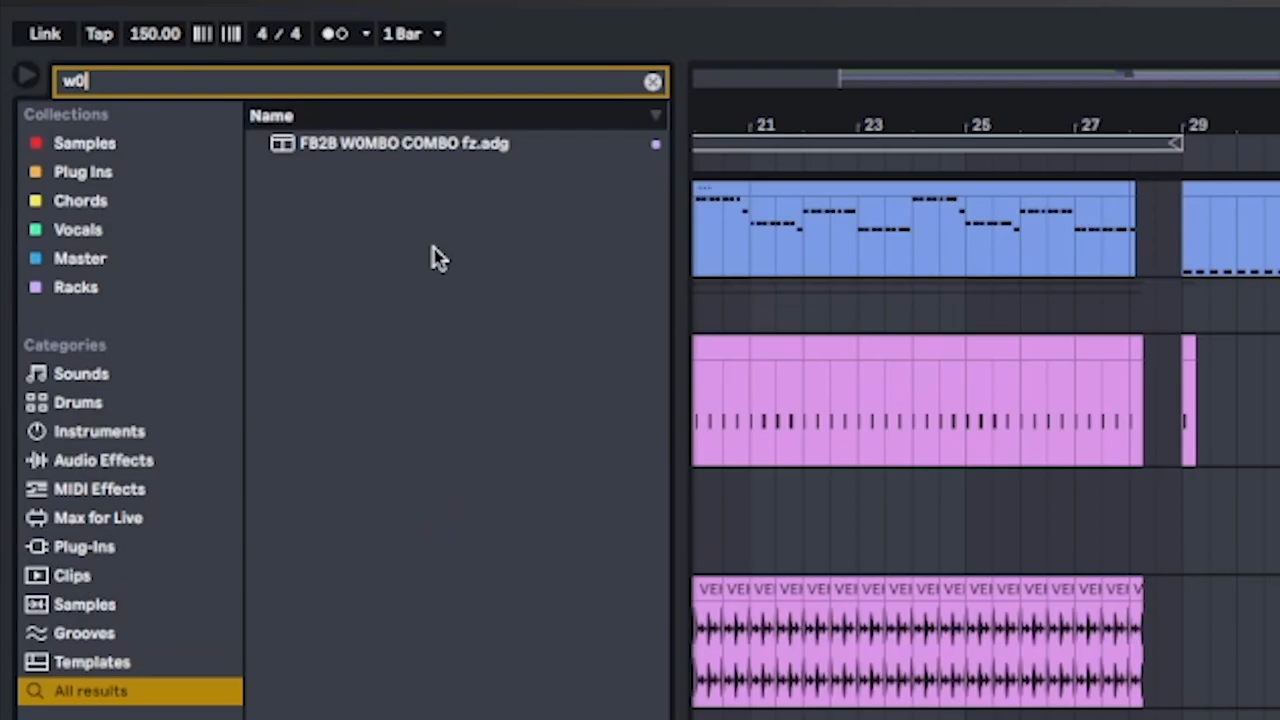 Link Tap 150.00 4 / 4 1 Bar
w0
Collections
Name
Samples
FB2B W0MBO COMBO fz.adg
Plug Ins
Chords
Vocals
Master
Racks
Categories
Sounds
Drums
Instruments
Audio Effects
MIDI Effects
Max for Live
Plug-Ins
Clips
Samples
Grooves
Templates
All results
21 23 25 27 29
VEI VEI VEI VEI VEI VEI VEI VEI VEI VEI VEI VEI VEI VEI VEI VEI V